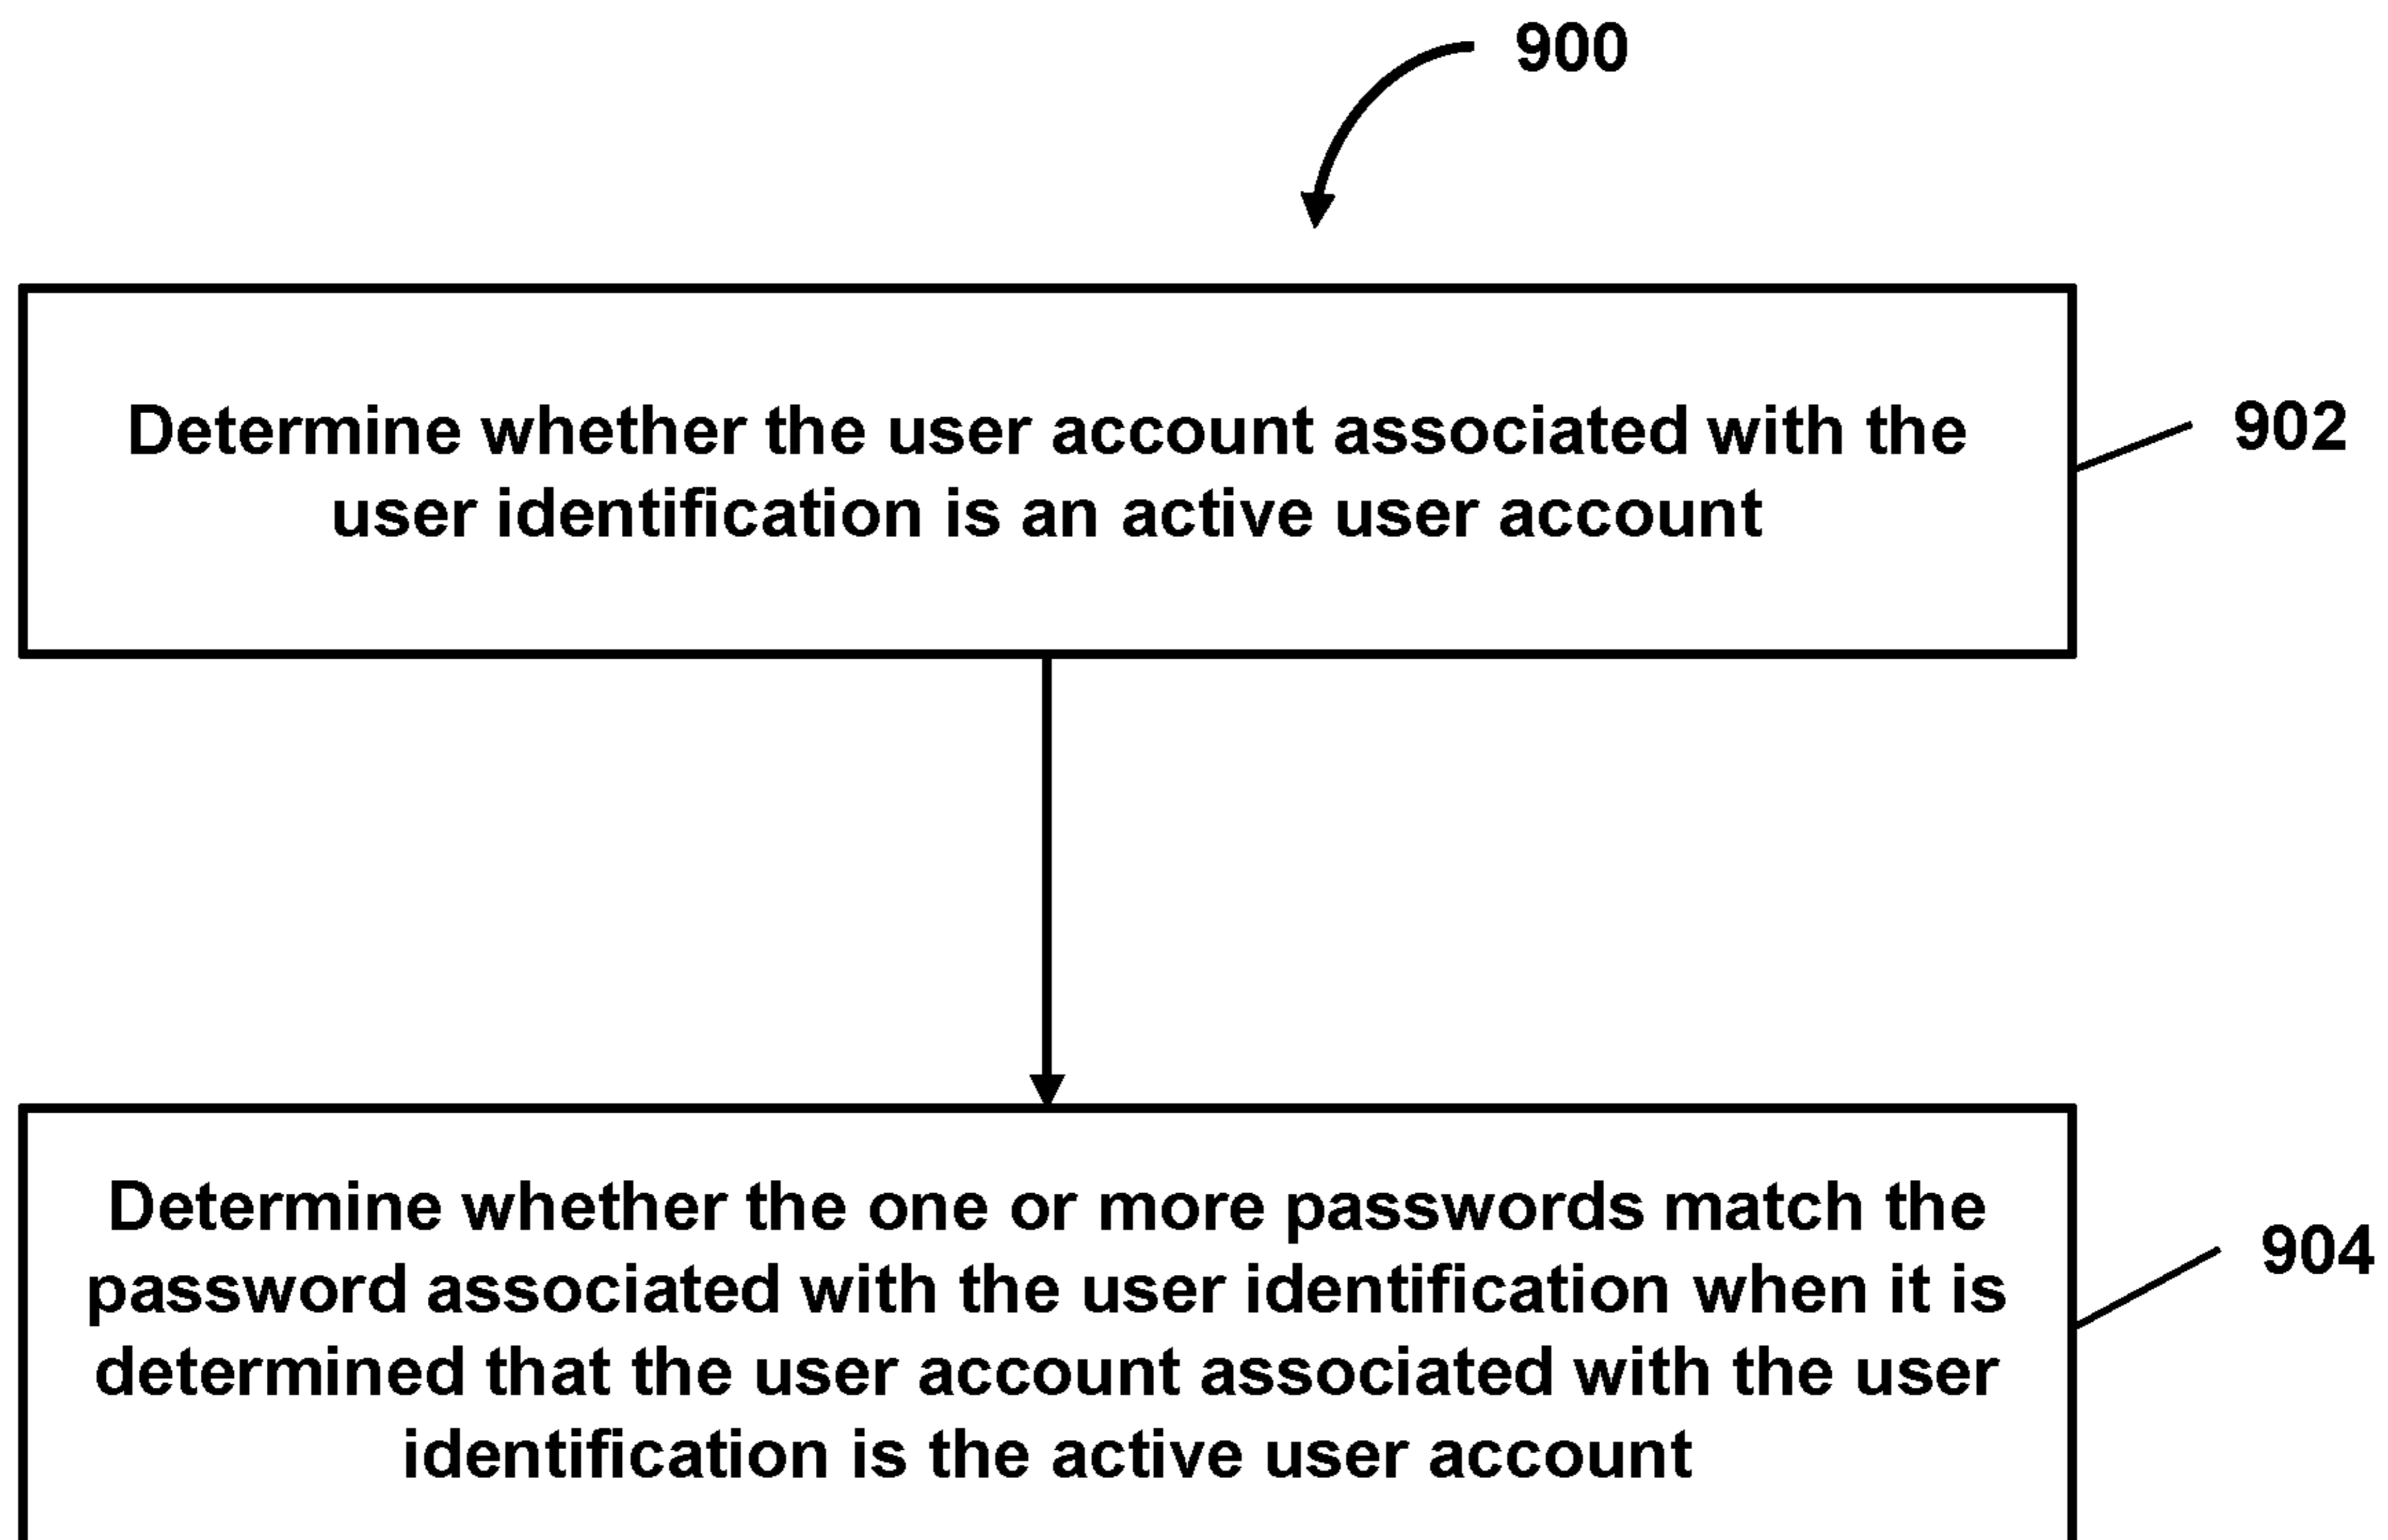 900
Determine whether the user account associated with the
user identification is an active user account
902
Determine whether the one or more passwords match the
password associated with the user identification when it is
determined that the user account associated with the user
identification is the active user account
904